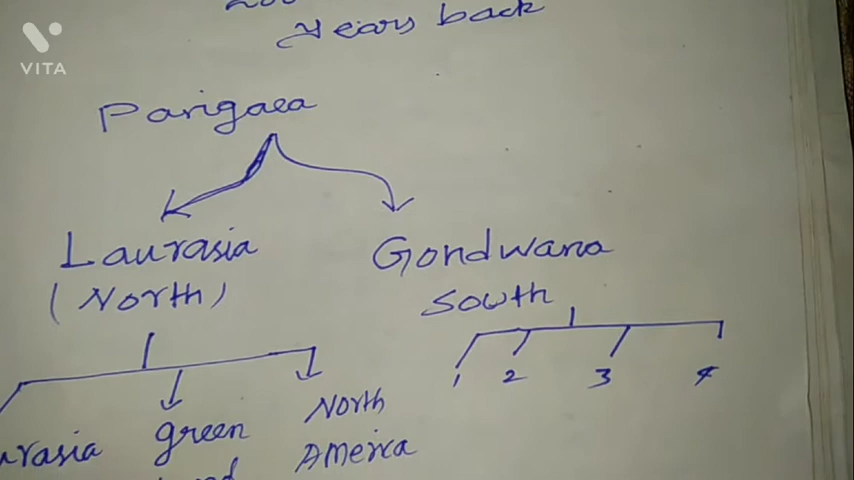 VITA
Years back
Pangaea
Laurasia
Gondwana
(North)
South
1 2 3 4
green
North
America